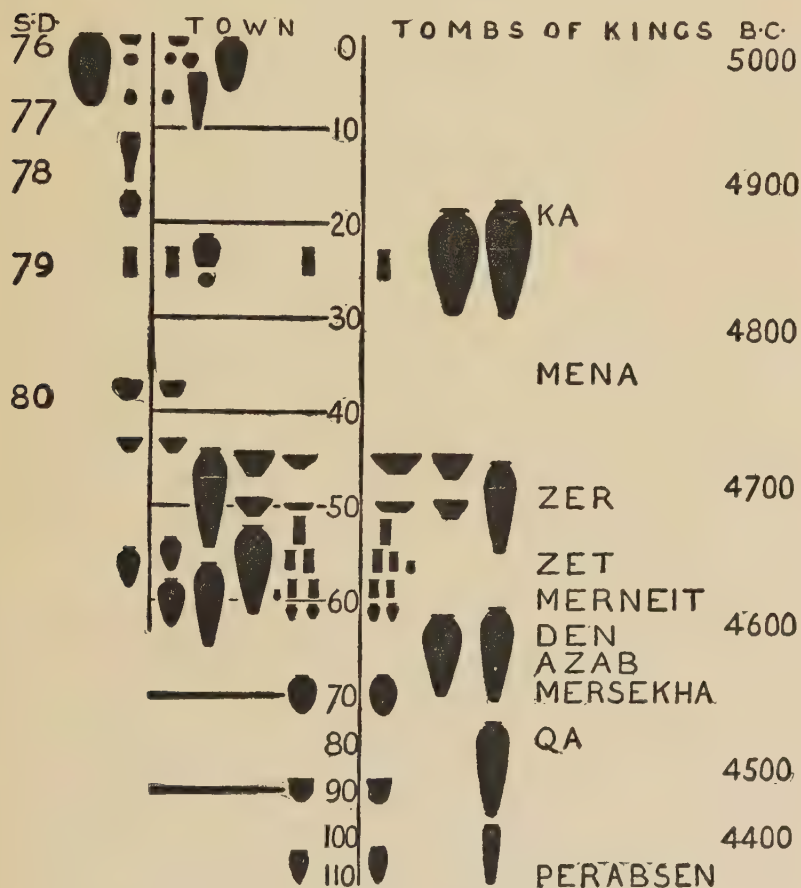 S.D. TOWN TOMBS OF KINGS B.C.
76 0 5000
77 10
78 4900
20 KA
79
30 4800
MENA
80 40
4700
50 ZER
ZET
60 MERNEIT
DEN 4600
AZAB
70 MERSEKHA
80 QA
4500
90
100 4400
110 PERABSEN